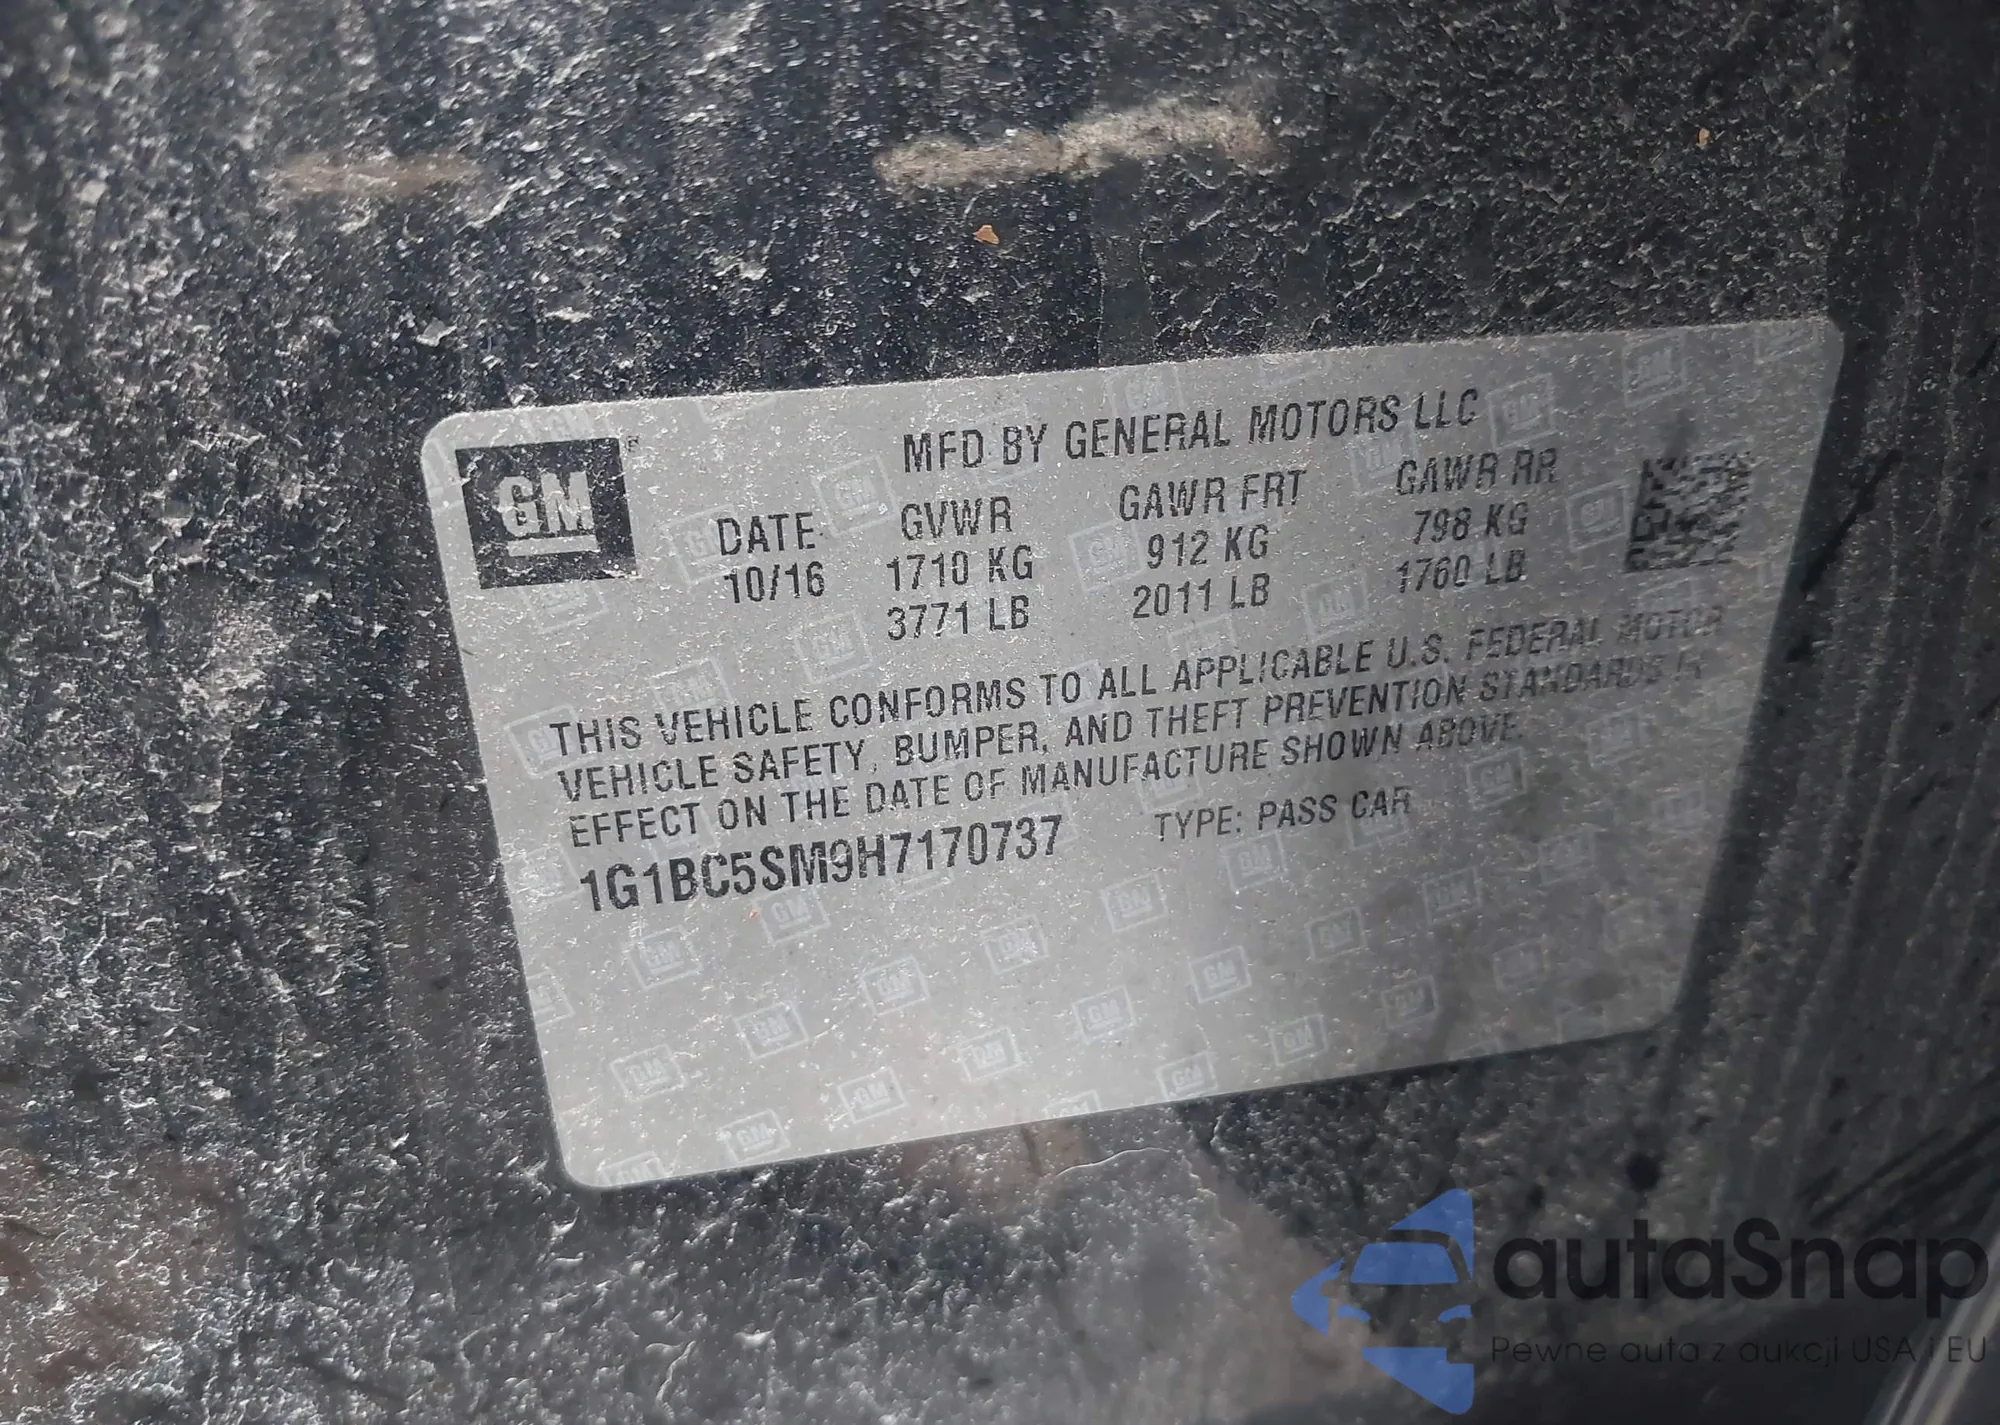 GM
MFD BY GENERAL MOTORS LLC
DATE GVWR GAWR FRT GAWR RR
10/16 1710 KG 912 KG 798 KG
3771 LB 2011 LB 1760 LB
THIS VEHICLE CONFORMS TO ALL APPLICABLE U.S. FEDERAL MOTOR
VEHICLE SAFETY, BUMPER, AND THEFT PREVENTION STANDARDS IN
EFFECT ON THE DATE OF MANUFACTURE SHOWN ABOVE.
1G1BC5SM9H7170737 TYPE: PASS CAR
autaSnap
Pewne auta z aukcji USA i EU